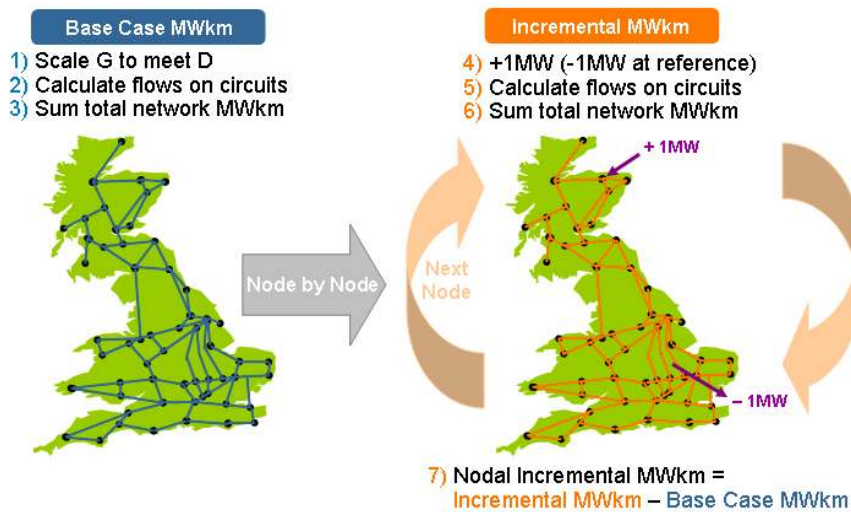 Base Case MWkm
1) Scale G to meet D
2) Calculate flows on circuits
3) Sum total network MWkm
Node by Node
Incremental MWkm
4) +1MW (-1MW at reference)
5) Calculate flows on circuits
6) Sum total network MWkm
+ 1MW
Next
Node
– 1MW
7) Nodal Incremental MWkm =
Incremental MWkm – Base Case MWkm